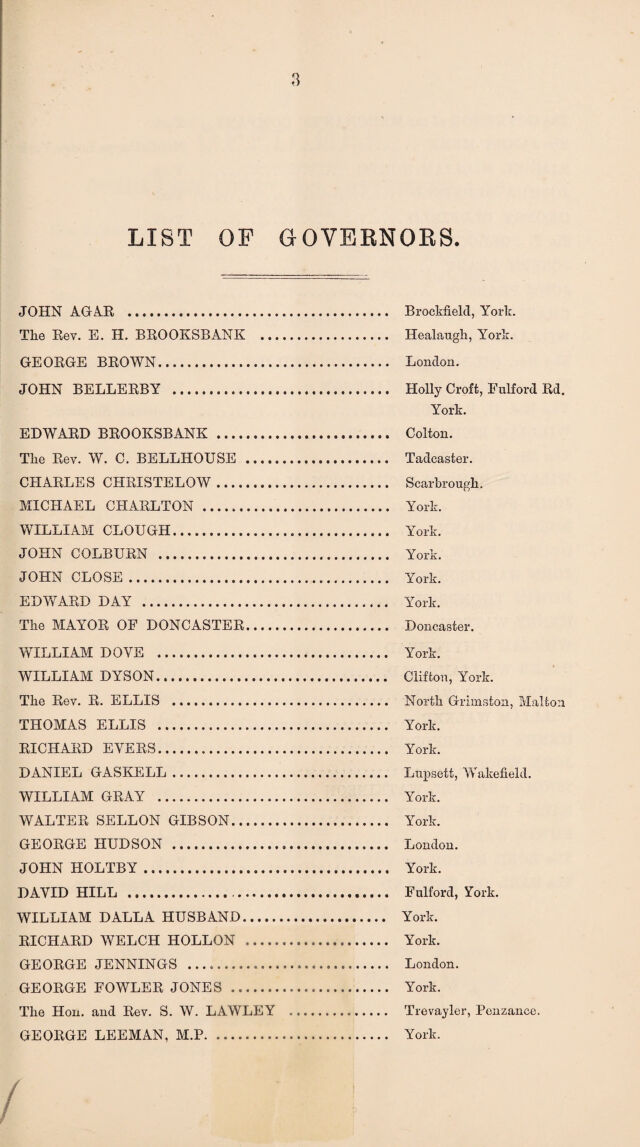 3
LIST OF GOVERNORS.
JOHN AGAR .................................... Brockfield, York.
The Rev. E. H. BROOKSBANK .................. Healaugh, York.
GEORGE BROWN................................ London.
JOHN BELLERBY .............................. Holly Croft, Fulford Rd.
York.
EDWARD BROOKSBANK ........................ Colton.
The Rev. W. C. BELLHOUSE .................... Tadcaster.
CHARLES CHRISTELOW ........................ Scarbrough.
MICHAEL CHARLTON .......................... York.
WILLIAM CLOUGH.............................. York.
JOHN COLBURN ................................ York.
JOHN CLOSE .................................... York.
EDWARD DAY .................................. York.
The MAYOR OF DONCASTER.................... Doncaster.
WILLIAM DOVE ................................ York.
WILLIAM DYSON................................ Clifton, York.
The Rev. R. ELLIS .............................. North Grimston, Malton
THOMAS ELLIS ................................ York.
RICHARD EVERS................................ York.
DANIEL GASKELL .............................. Lupsett, Wakefield.
WILLIAM GRAY ................................ York.
WALTER SELLON GIBSON...................... York.
GEORGE HUDSON .............................. London.
JOHN HOLTBY .................................. York.
DAVID HILL .................................... Fulford, York.
WILLIAM DALLA HUSBAND.................... York.
RICHARD WELCH HOLLON .................... York.
GEORGE JENNINGS ............................ London.
GEORGE FOWLER JONES ...................... York.
The Hon. and Rev. S. W. LAWLEY .............. Trevayler, Penzance.
GEORGE LEEMAN, M.P. ........................ York.